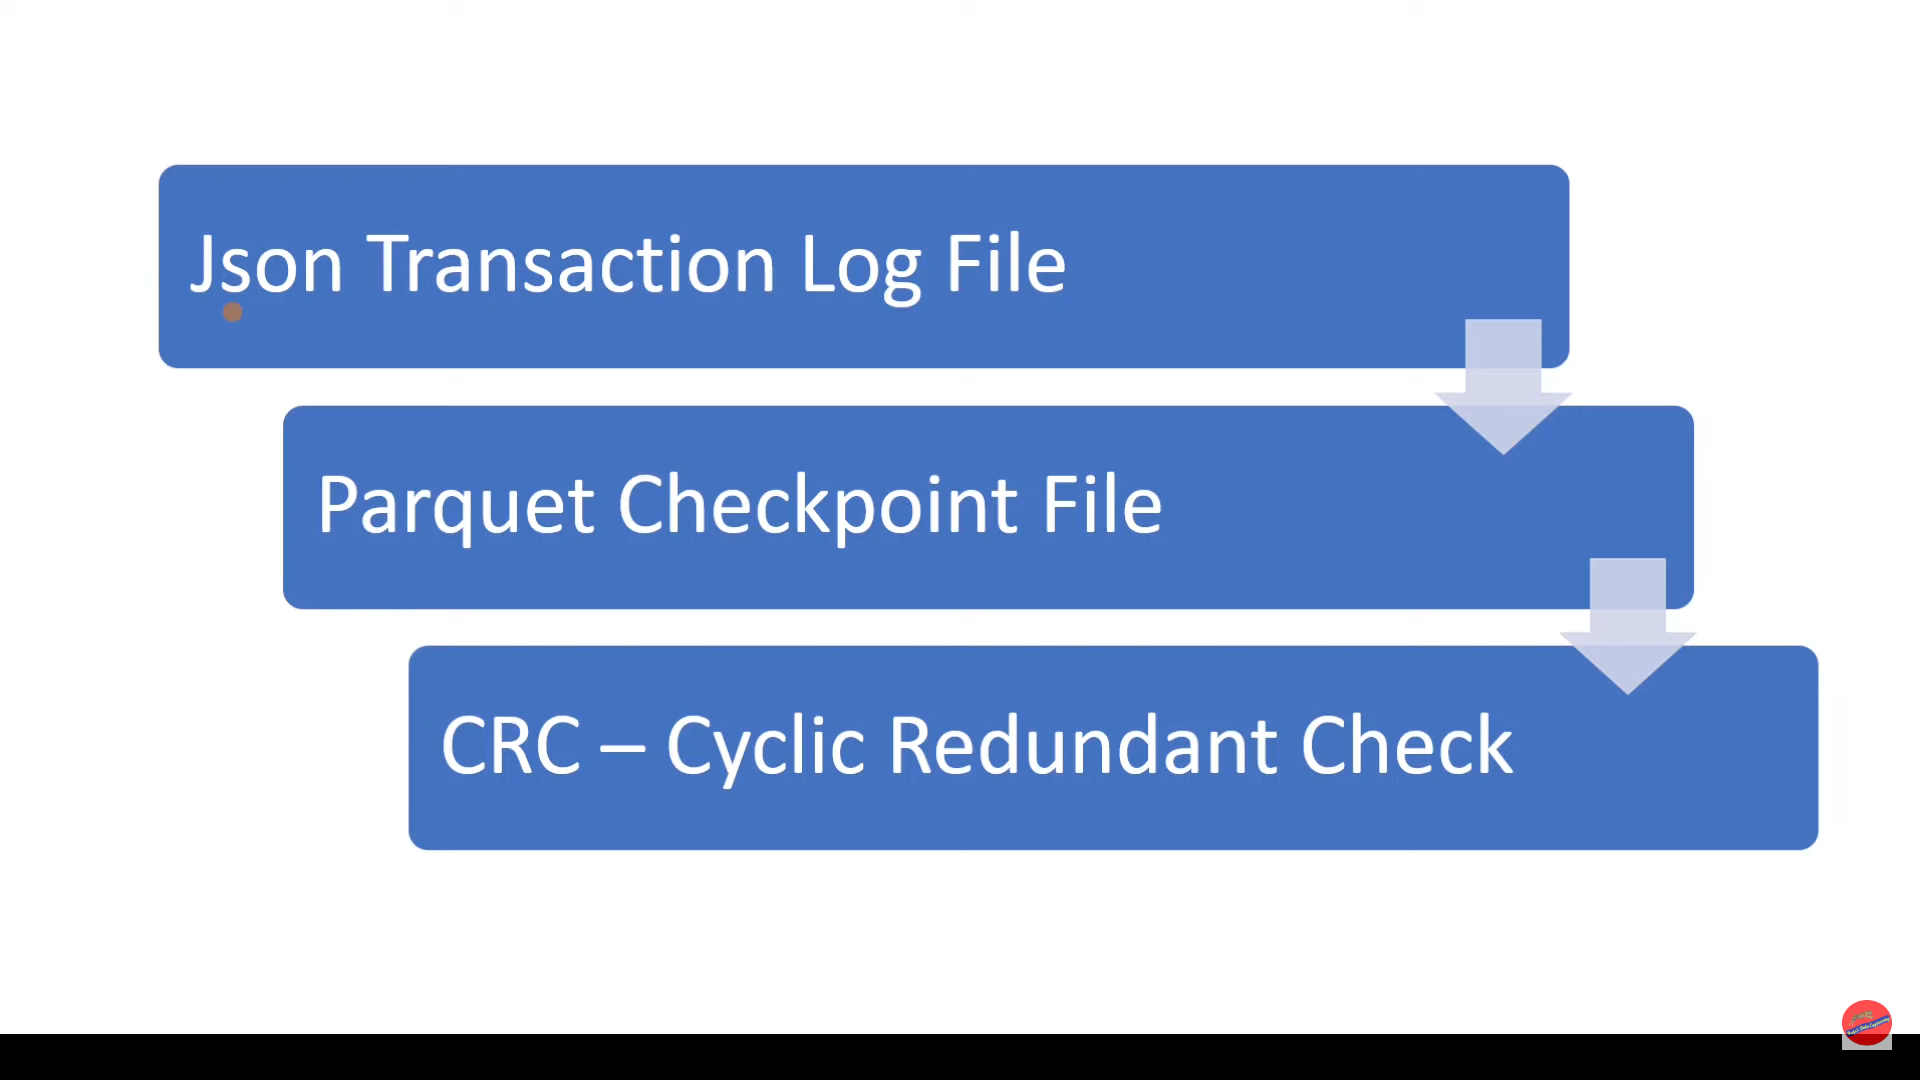 Json Transaction Log File
Parquet Checkpoint File
CRC – Cyclic Redundant Check